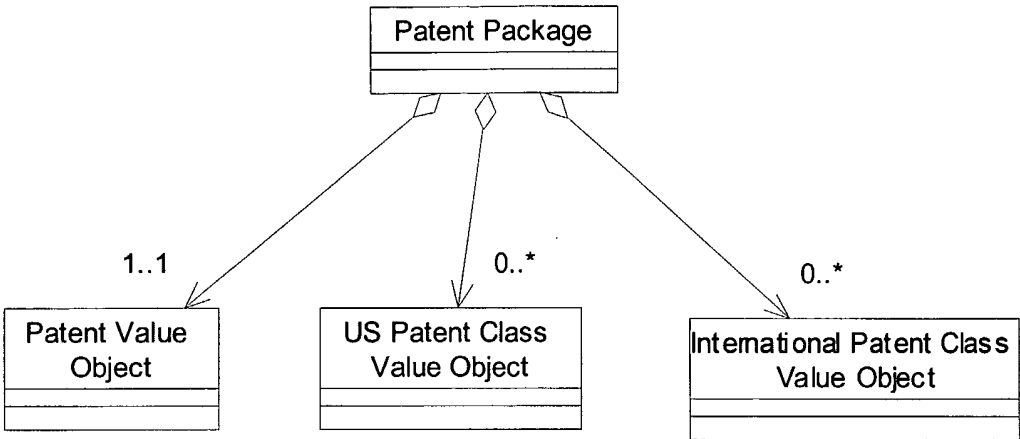 Patent Package
1..1
0..*
0..*
Patent Value
Object
US Patent Class
Value Object
International Patent Class
Value Object